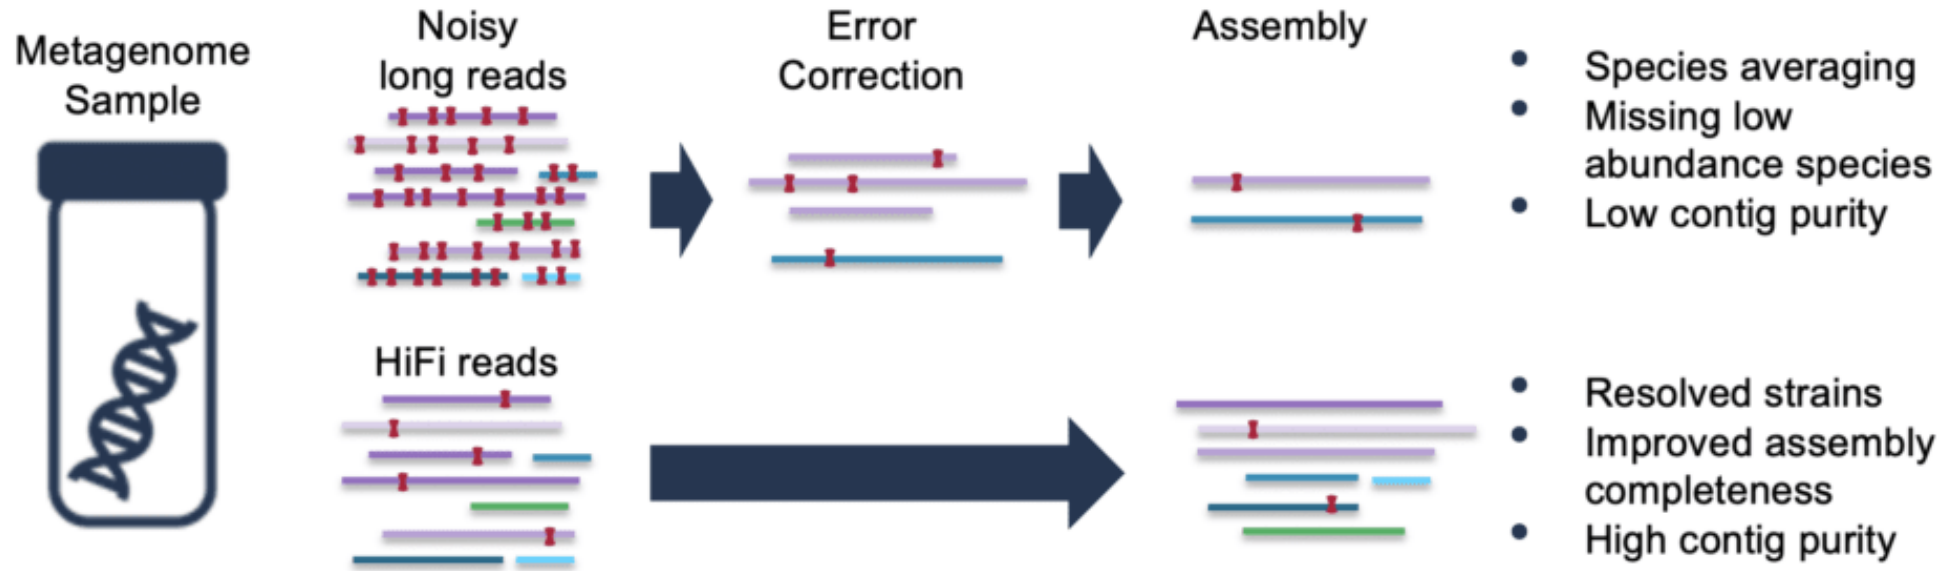 Metagenome
Sample
Noisy
long reads
Error
Correction
Assembly
• Species averaging
• Missing low
abundance species
• Low contig purity
HiFi reads
• Resolved strains
• Improved assembly
completeness
• High contig purity